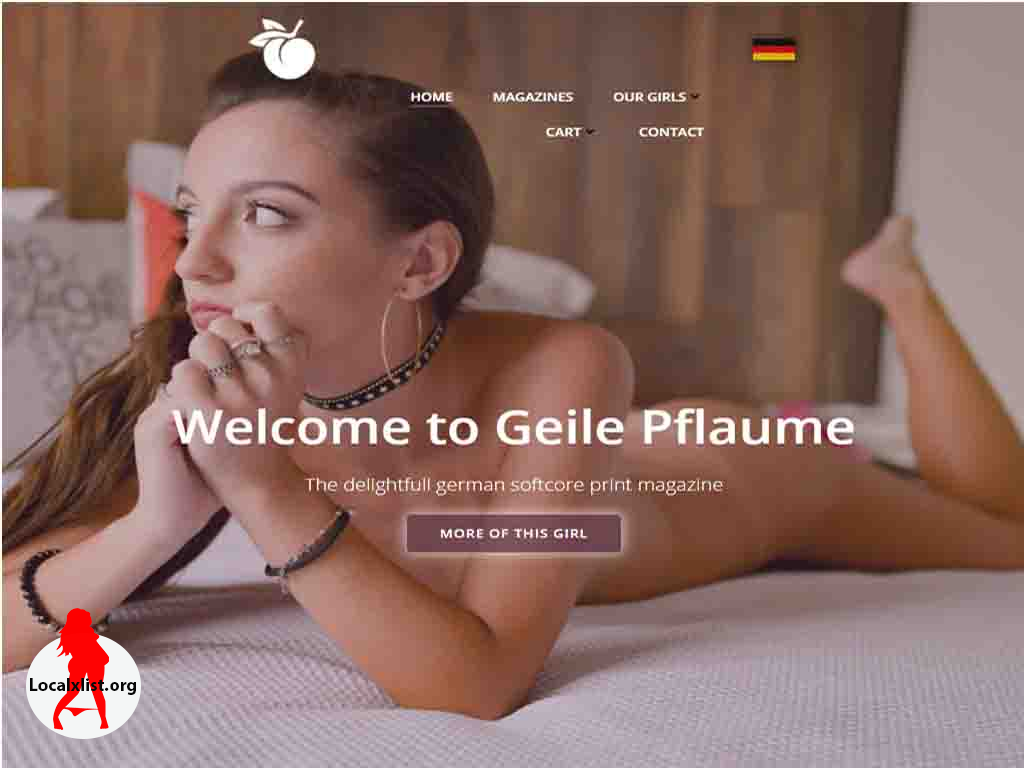 HOME MAGAZINES OUR GIRLS
CART CONTACT
Welcome to Geile Pflaume
The delightfull german softcore print magazine
MORE OF THIS GIRL
Localxlist.org